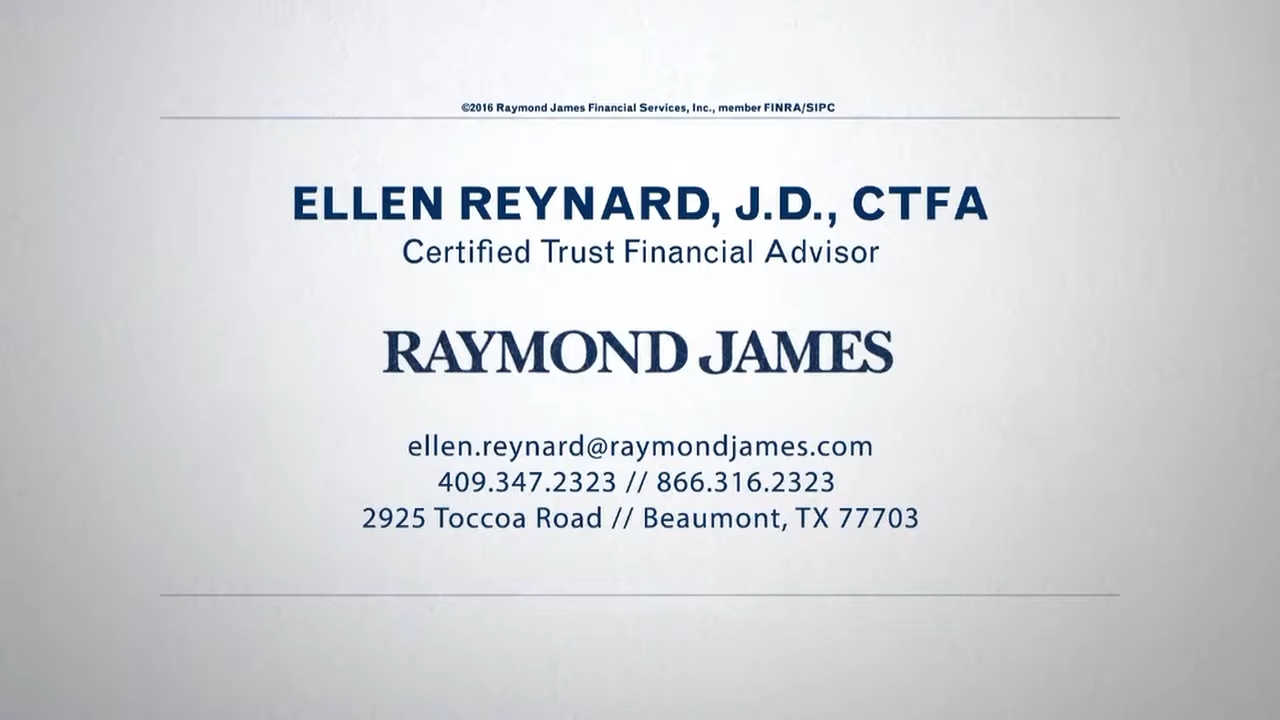 ©2016 Raymond James Financial Services, Inc., member FINRA/SIPC
ELLEN REYNARD, J.D., CTFA
Certified Trust Financial Advisor
RAYMOND JAMES
ellen.reynard@raymondjames.com
409.347.2323 // 866.316.2323
2925 Toccoa Road // Beaumont, TX 77703